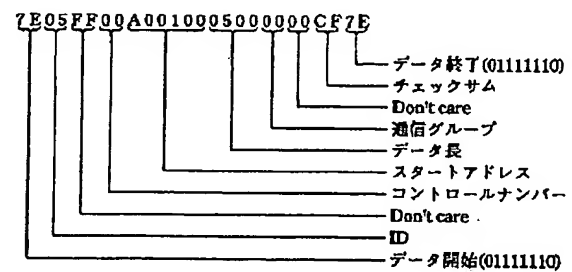 7E05FF00A0010005000000CF7E
データ終了(01111110)
チェックサム
Don't care
通信グループ
データ長
スタートアドレス
コントロールナンバー
Don't care
ID
データ開始(01111110)